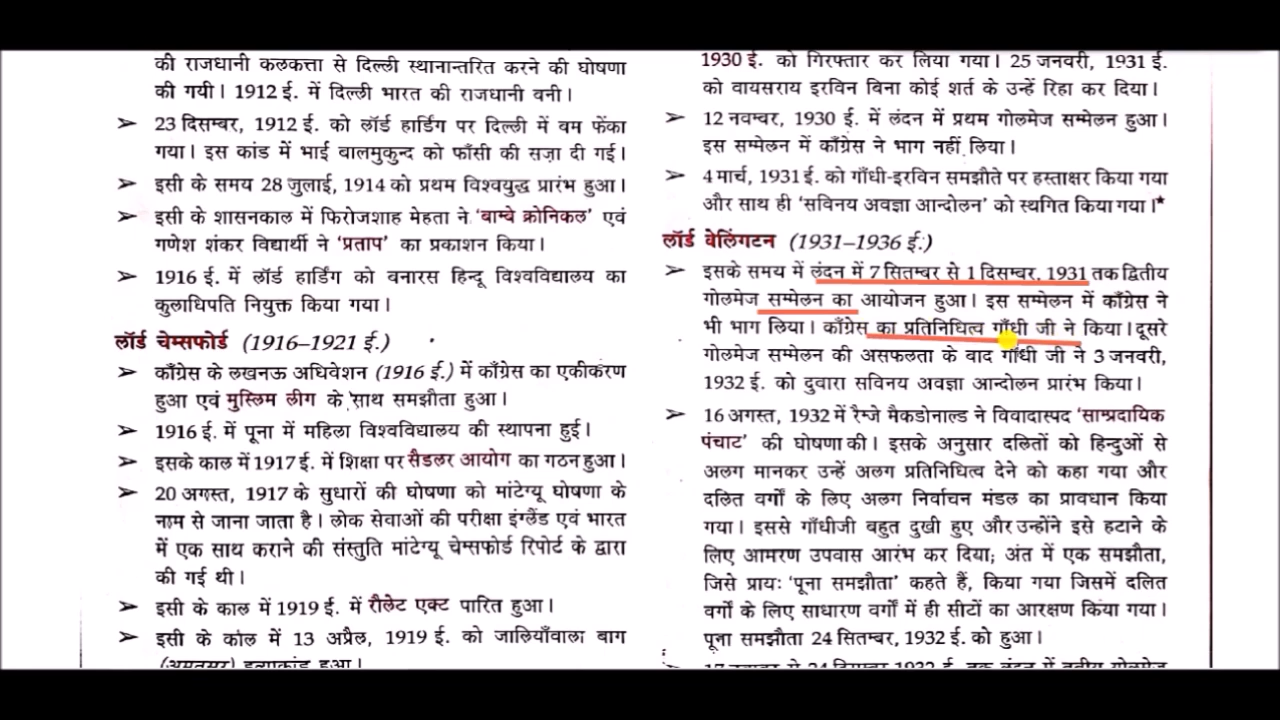 की राजधानी कलकत्ता से दिल्ली स्थानान्तरित करने की घोषणा
की गयी। 1912 ई. में दिल्ली भारत की राजधानी बनी।
➢ 23 दिसम्बर, 1912 ई. को लॉर्ड हार्डिंग पर दिल्ली में बम फेंका
गया। इस कांड में भाई बालमुकुन्द को फाँसी की सज़ा दी गई।
➢ इसी के समय 28 जुलाई, 1914 को प्रथम विश्वयुद्ध प्रारंभ हुआ।
➢ इसी के शासनकाल में फिरोजशाह मेहता ने ‘बाम्बे क्रोनिकल’ एवं
गणेश शंकर विद्यार्थी ने ‘प्रताप’ का प्रकाशन किया।
➢ 1916 ई. में लॉर्ड हार्डिंग को बनारस हिन्दू विश्वविद्यालय का
कुलाधिपति नियुक्त किया गया।
लॉर्ड चेम्सफोर्ड (1916–1921 ई.)
➢ काँग्रेस के लखनऊ अधिवेशन (1916 ई.) में काँग्रेस का एकीकरण
हुआ एवं मुस्लिम लीग के साथ समझौता हुआ।
➢ 1916 ई. में पूना में महिला विश्वविद्यालय की स्थापना हुई।
➢ इसके काल में 1917 ई. में शिक्षा पर सैडलर आयोग का गठन हुआ।
➢ 20 अगस्त, 1917 के सुधारों की घोषणा को मांटेग्यू घोषणा के
नाम से जाना जाता है। लोक सेवाओं की परीक्षा इंग्लैंड एवं भारत
में एक साथ कराने की संस्तुति मांटेग्यू चेम्सफोर्ड रिपोर्ट के द्वारा
की गई थी।
➢ इसी के काल में 1919 ई. में रौलेट एक्ट पारित हुआ।
➢ इसी के काल में 13 अप्रैल, 1919 ई. को जालियाँवाला बाग
(अमृतसर) हत्याकांड हुआ।
1930 ई. को गिरफ्तार कर लिया गया। 25 जनवरी, 1931 ई.
को वायसराय इरविन बिना कोई शर्त के उन्हें रिहा कर दिया।
➢ 12 नवम्बर, 1930 ई. में लंदन में प्रथम गोलमेज सम्मेलन हुआ।
इस सम्मेलन में काँग्रेस ने भाग नहीं लिया।
➢ 4 मार्च, 1931 ई. को गाँधी-इरविन समझौते पर हस्ताक्षर किया गया
और साथ ही ‘सविनय अवज्ञा आन्दोलन’ को स्थगित किया गया।*
लॉर्ड वेलिंगटन (1931–1936 ई.)
➢ इसके समय में लंदन में 7 सितम्बर से 1 दिसम्बर, 1931 तक द्वितीय
गोलमेज सम्मेलन का आयोजन हुआ। इस सम्मेलन में काँग्रेस ने
भी भाग लिया। काँग्रेस का प्रतिनिधित्व गाँधी जी ने किया। दूसरे
गोलमेज सम्मेलन की असफलता के बाद गाँधी जी ने 3 जनवरी,
1932 ई. को दुबारा सविनय अवज्ञा आन्दोलन प्रारंभ किया।
➢ 16 अगस्त, 1932 में रैम्जे मैकडोनाल्ड ने विवादास्पद ‘साम्प्रदायिक
पंचाट’ की घोषणा की। इसके अनुसार दलितों को हिन्दुओं से
अलग मानकर उन्हें अलग प्रतिनिधित्व देने को कहा गया और
दलित वर्गों के लिए अलग निर्वाचन मंडल का प्रावधान किया
गया। इससे गाँधीजी बहुत दुखी हुए और उन्होंने इसे हटाने के
लिए आमरण उपवास आरंभ कर दिया; अंत में एक समझौता,
जिसे प्रायः ‘पूना समझौता’ कहते हैं, किया गया जिसमें दलित
वर्गों के लिए साधारण वर्गों में ही सीटों का आरक्षण किया गया।
पूना समझौता 24 सितम्बर, 1932 ई. को हुआ।